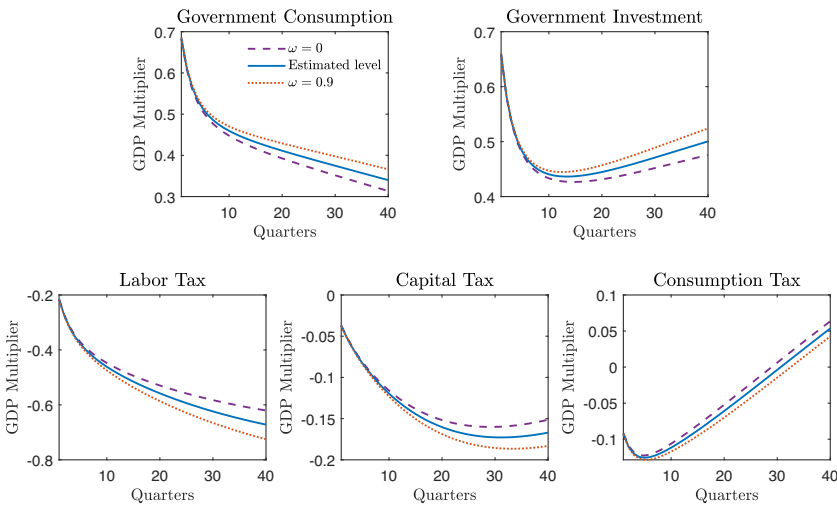 Government Consumption
GDP Multiplier
0.7
0.6
0.5
0.4
0.3
10
20
30
40
Quarters
ω = 0
Estimated level
ω = 0.9
Government Investment
GDP Multiplier
0.7
0.6
0.5
0.4
10
20
30
40
Quarters
Labor Tax
GDP Multiplier
-0.2
-0.4
-0.6
-0.8
10
20
30
40
Quarters
Capital Tax
GDP Multiplier
0
-0.05
-0.1
-0.15
-0.2
10
20
30
40
Quarters
Consumption Tax
GDP Multiplier
0.1
0.05
0
-0.05
-0.1
10
20
30
40
Quarters